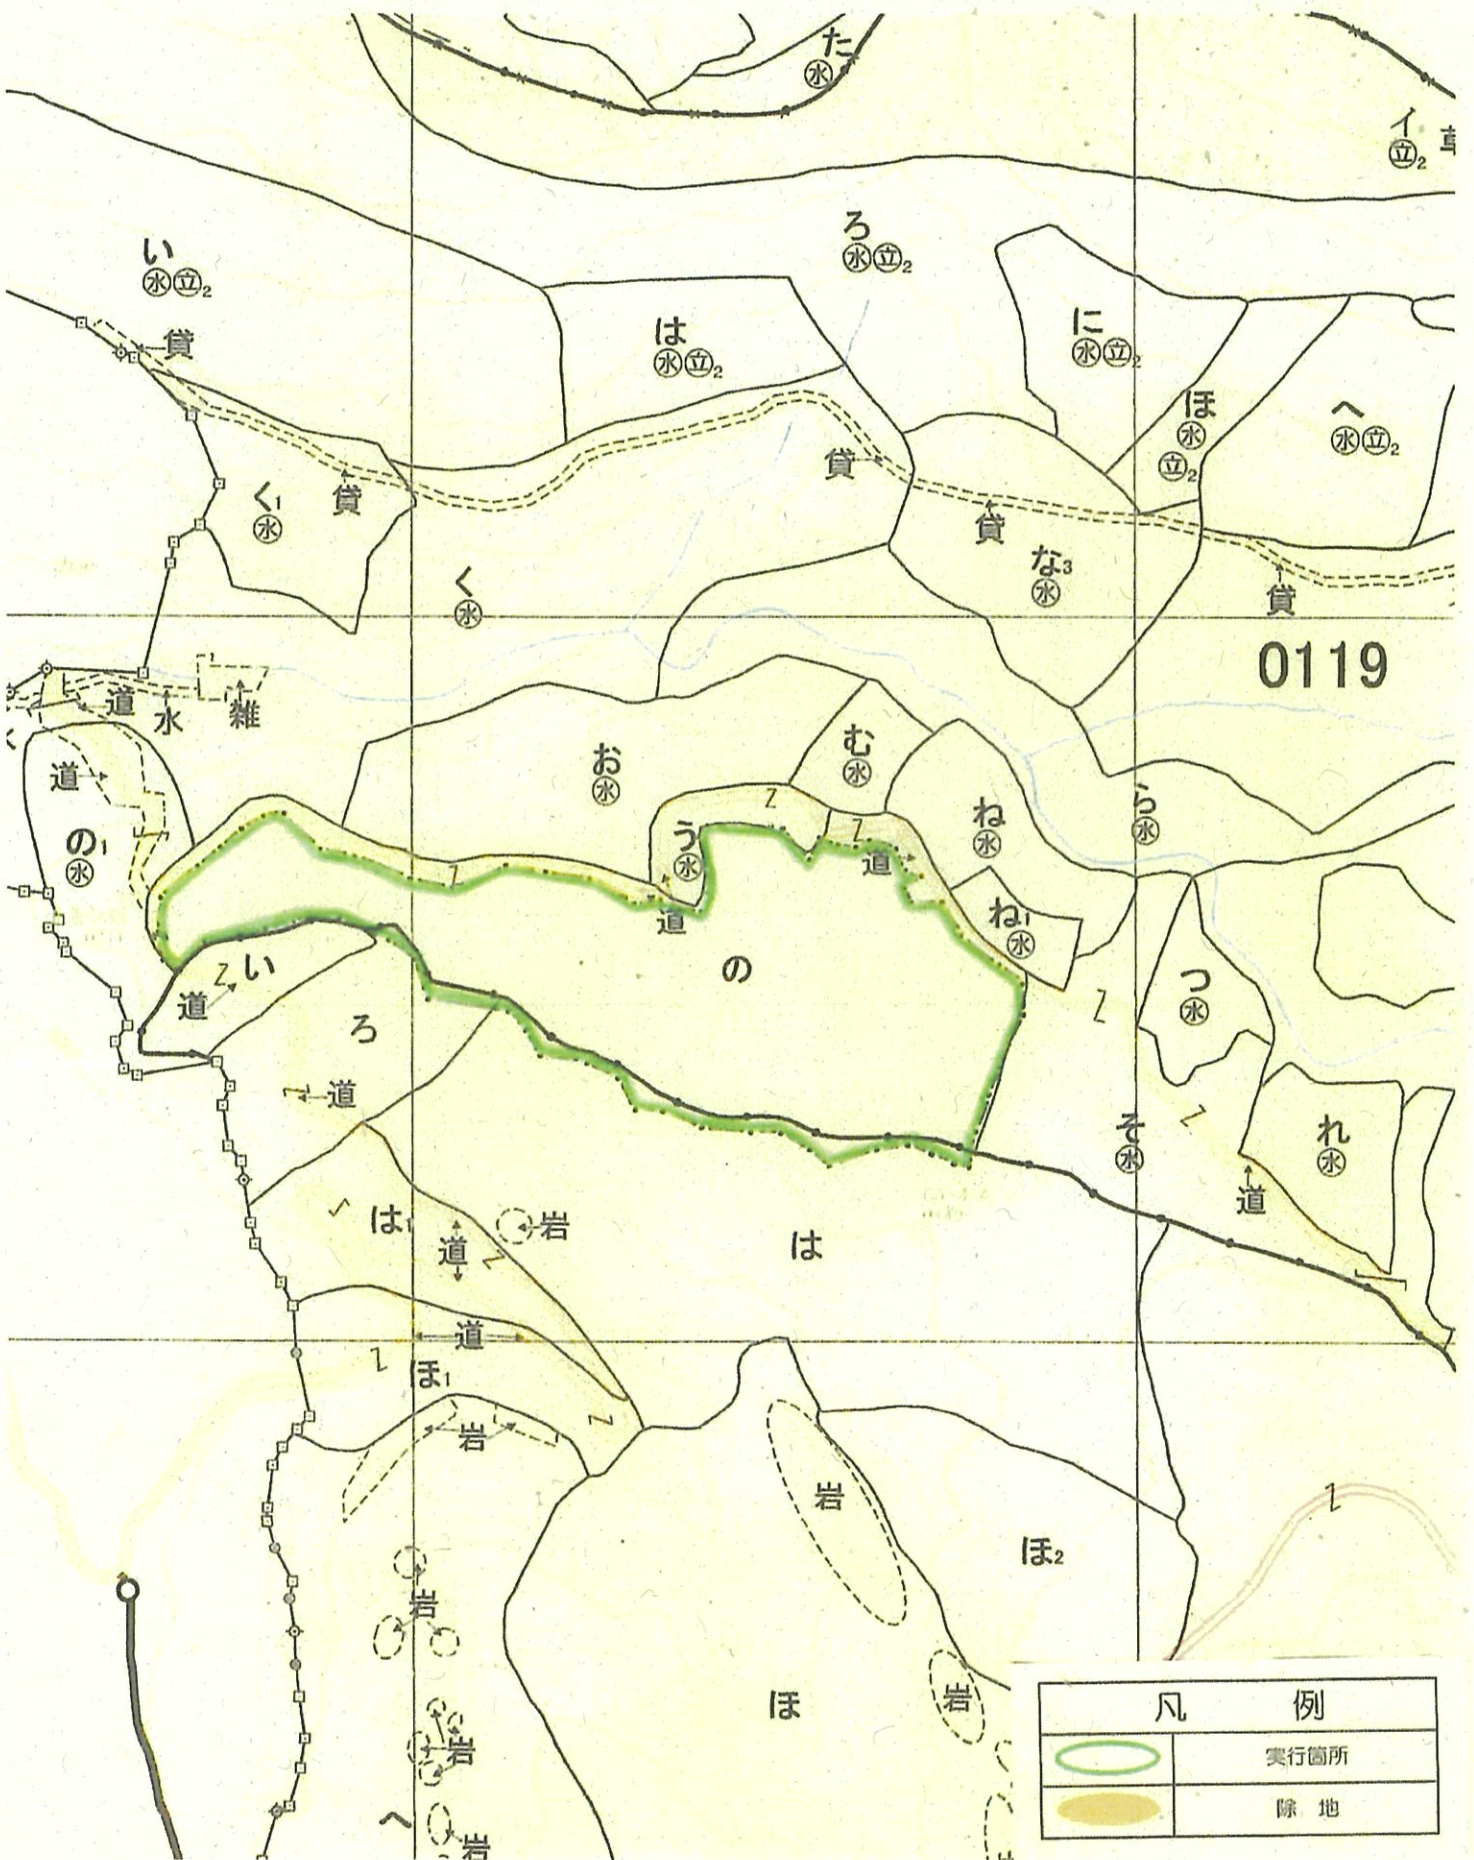 た
㊌
イ
立2
草
い
㊌立2
ろ
㊌立2
貸
は
㊌立2
に
㊌立2
ほ
㊌
立2
へ
㊌立2
く1
㊌
貸
貸
貸
な3
㊌
貸
く
㊌
0119
道
水
雑
道
お
㊌
む
㊌
ね
㊌
ら
㊌
の1
㊌
う
㊌
道
道
ね1
㊌
の
い
道
つ
㊌
ろ
道
そ
㊌
れ
㊌
道
は1
道
岩
は
道
ほ1
岩
岩
ほ2
岩
ほ
岩
岩
へ
岩
凡 例
実行箇所
除 地